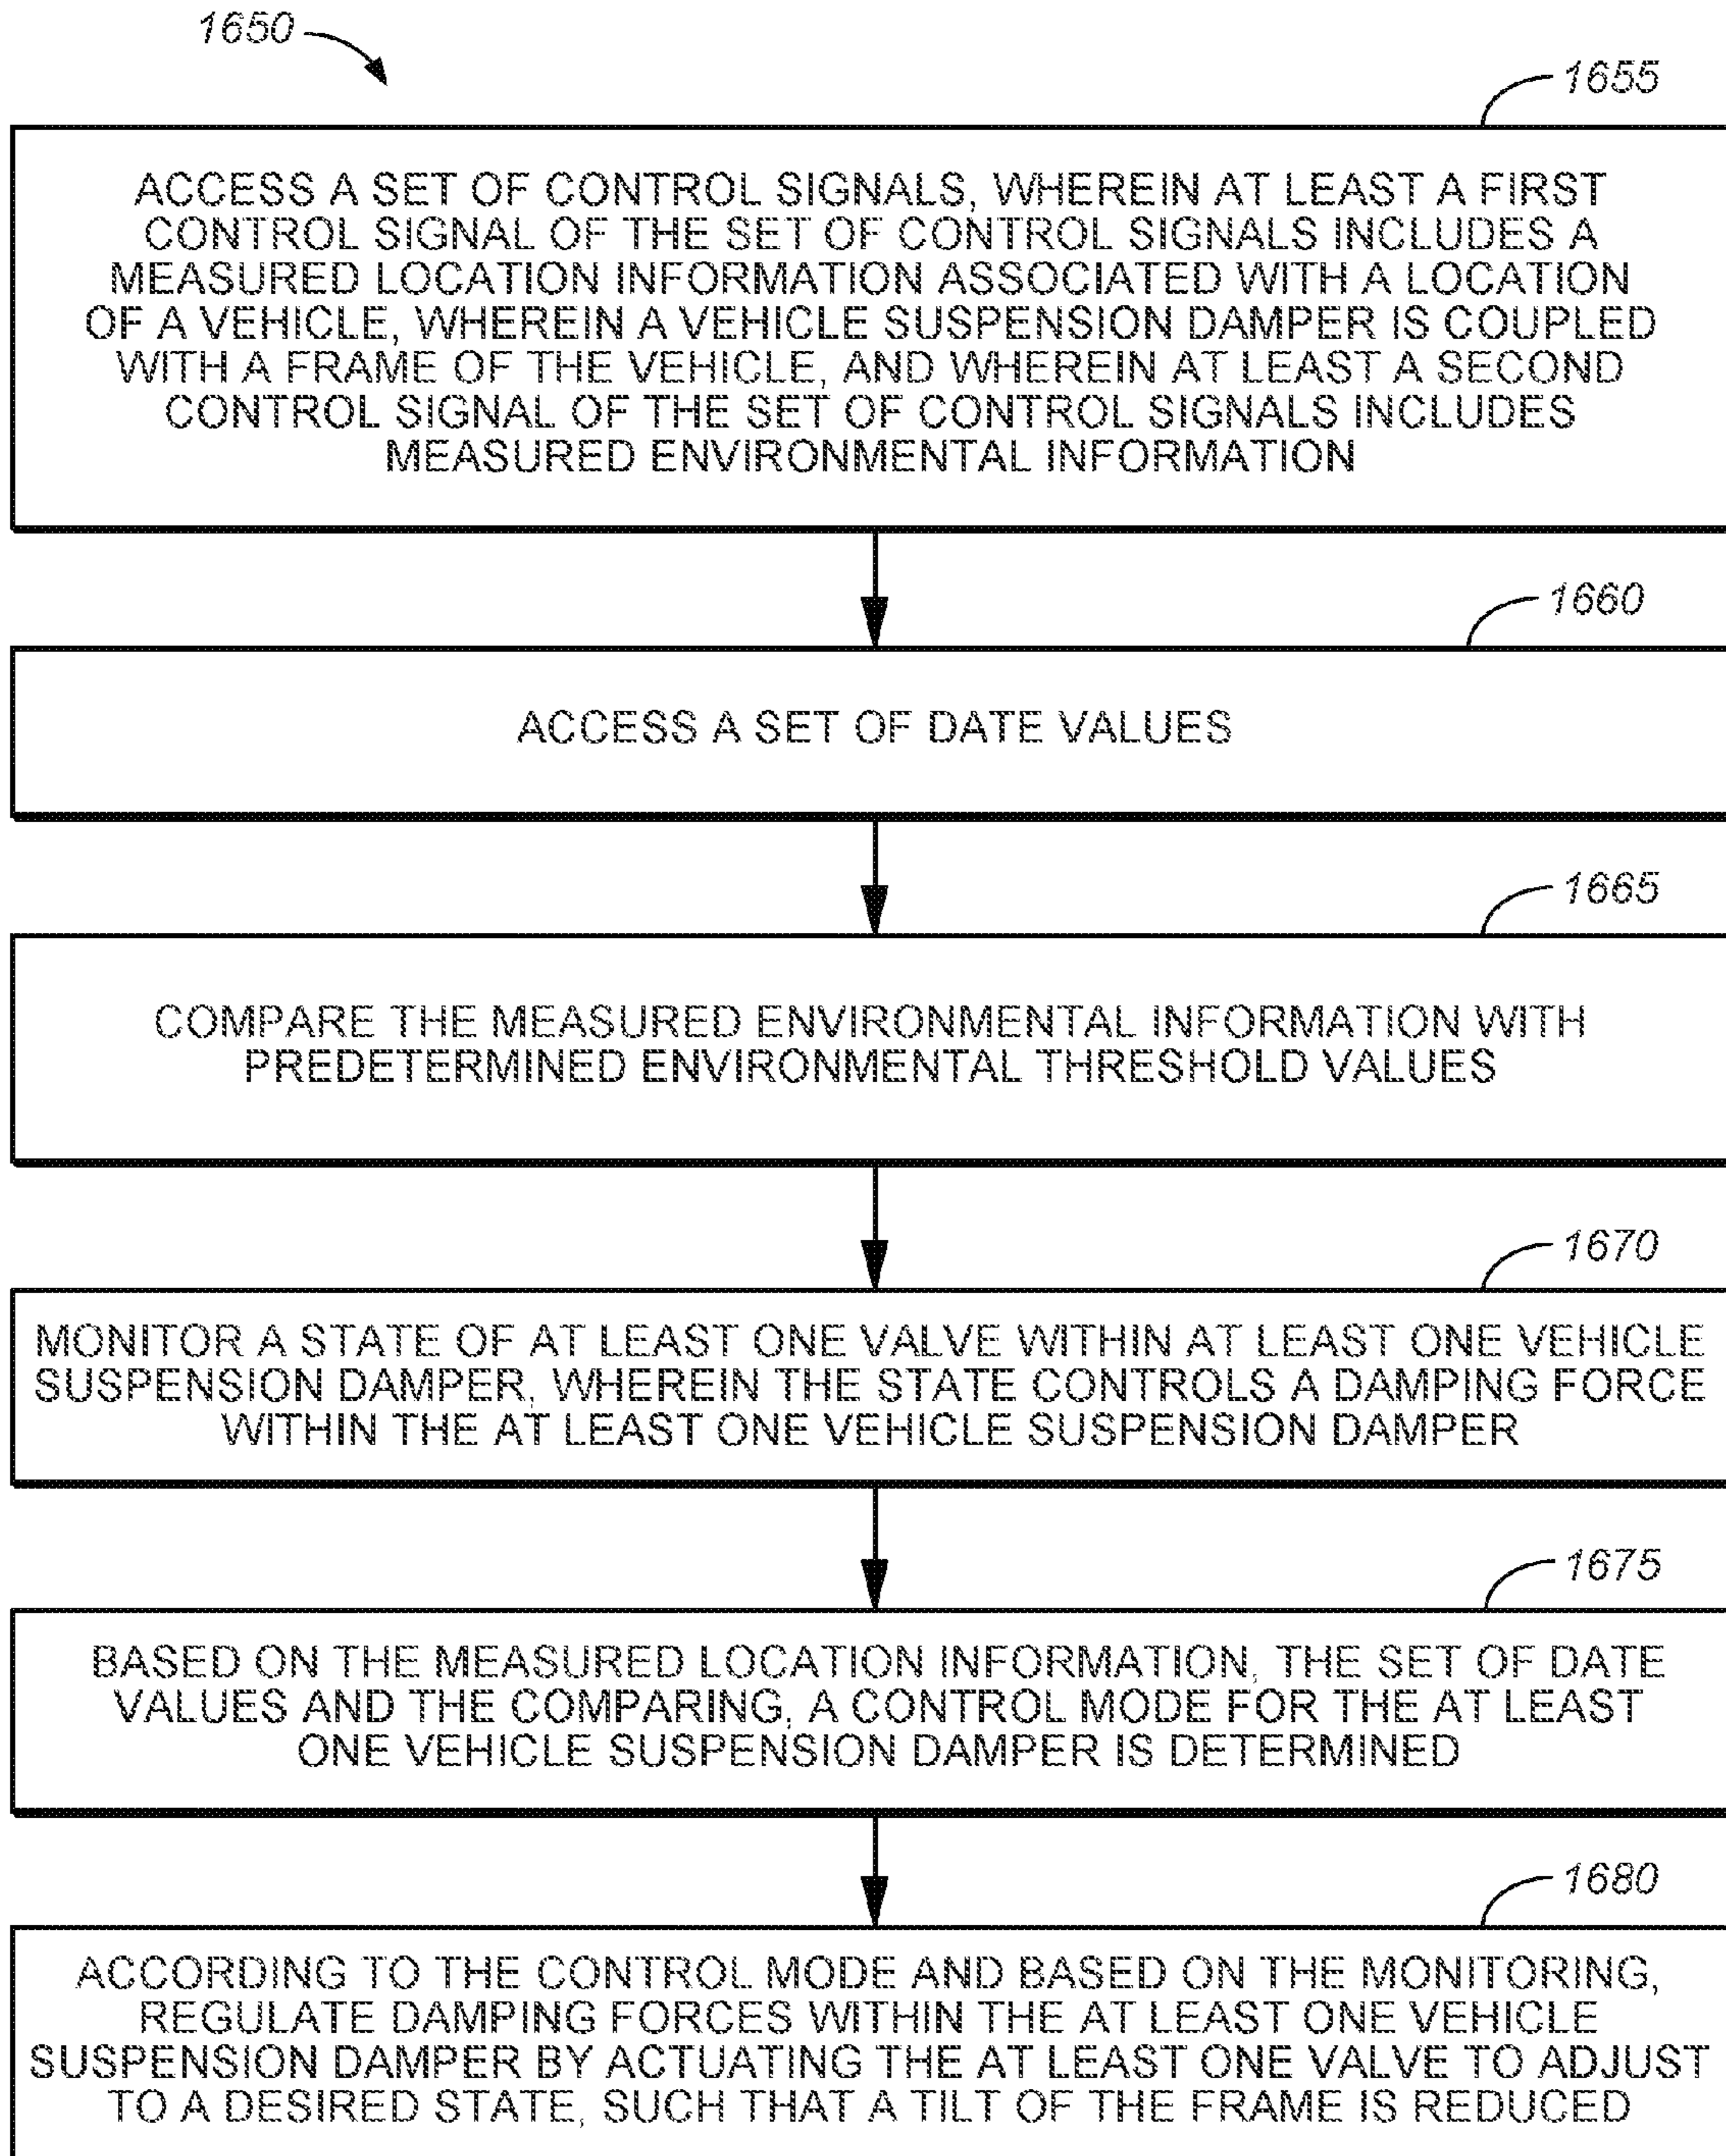 1650
1655
ACCESS A SET OF CONTROL SIGNALS, WHEREIN AT LEAST A FIRST
CONTROL SIGNAL OF THE SET OF CONTROL SIGNALS INCLUDES A
MEASURED LOCATION INFORMATION ASSOCIATED WITH A LOCATION
OF A VEHICLE, WHEREIN A VEHICLE SUSPENSION DAMPER IS COUPLED
WITH A FRAME OF THE VEHICLE, AND WHEREIN AT LEAST A SECOND
CONTROL SIGNAL OF THE SET OF CONTROL SIGNALS INCLUDES
MEASURED ENVIRONMENTAL INFORMATION
1660
ACCESS A SET OF DATE VALUES
1665
COMPARE THE MEASURED ENVIRONMENTAL INFORMATION WITH
PREDETERMINED ENVIRONMENTAL THRESHOLD VALUES
1670
MONITOR A STATE OF AT LEAST ONE VALVE WITHIN AT LEAST ONE VEHICLE
SUSPENSION DAMPER, WHEREIN THE STATE CONTROLS A DAMPING FORCE
WITHIN THE AT LEAST ONE VEHICLE SUSPENSION DAMPER
1675
BASED ON THE MEASURED LOCATION INFORMATION, THE SET OF DATE
VALUES AND THE COMPARING, A CONTROL MODE FOR THE AT LEAST
ONE VEHICLE SUSPENSION DAMPER IS DETERMINED
1680
ACCORDING TO THE CONTROL MODE AND BASED ON THE MONITORING,
REGULATE DAMPING FORCES WITHIN THE AT LEAST ONE VEHICLE
SUSPENSION DAMPER BY ACTUATING THE AT LEAST ONE VALVE TO ADJUST
TO A DESIRED STATE, SUCH THAT A TILT OF THE FRAME IS REDUCED